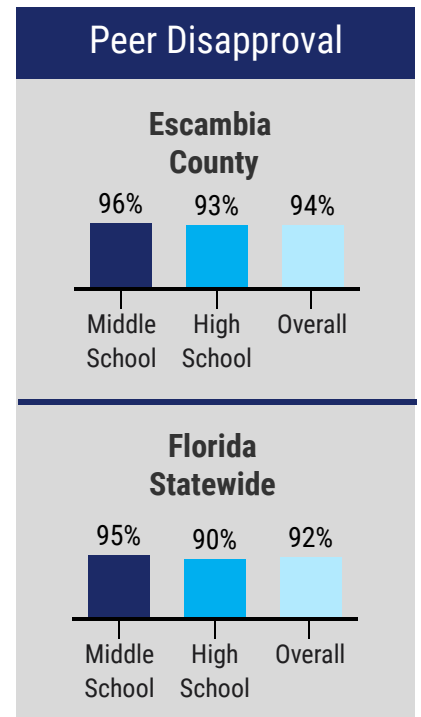 Peer Disapproval
Escambia
County
96% 93% 94%
Middle School
High School
Overall
Florida
Statewide
95% 90% 92%
Middle School
High School
Overall